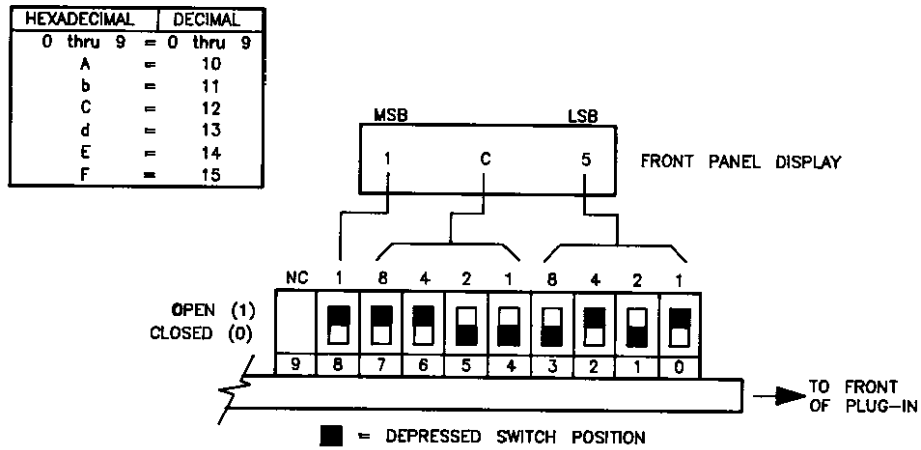 HEXADECIMAL DECIMAL
0 thru 9 = 0 thru 9
A = 10
b = 11
C = 12
d = 13
E = 14
F = 15
MSB LSB
1 C 5 FRONT PANEL DISPLAY
NC 1 8 4 2 1 8 4 2 1
OPEN (1)
CLOSED (0)
9 8 7 6 5 4 3 2 1 0
TO FRONT
OF PLUG-IN
= DEPRESSED SWITCH POSITION